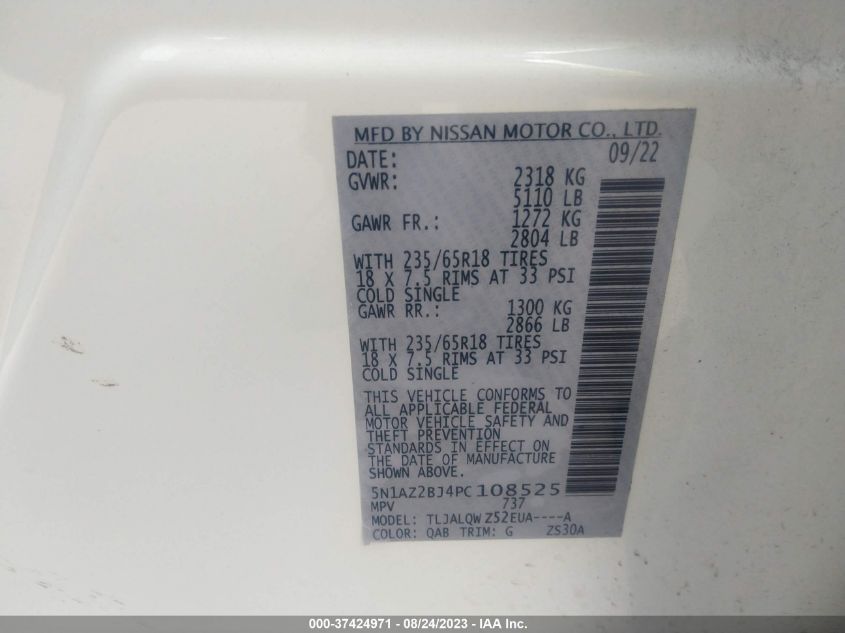 MFD BY NISSAN MOTOR CO., LTD.
DATE: 09/22
GVWR: 2318 KG
5110 LB
GAWR FR.: 1272 KG
2804 LB
WITH 235/65R18 TIRES
18 X 7.5 RIMS AT 33 PSI
COLD SINGLE
GAWR RR.: 1300 KG
2866 LB
WITH 235/65R18 TIRES
18 X 7.5 RIMS AT 33 PSI
COLD SINGLE
THIS VEHICLE CONFORMS TO
ALL APPLICABLE FEDERAL
MOTOR VEHICLE SAFETY AND
THEFT PREVENTION
STANDARDS IN EFFECT ON
THE DATE OF MANUFACTURE
SHOWN ABOVE.
5N1AZ2BJ4PC108525
MPV 737
MODEL: TLJALQW Z52EUA----A
COLOR: QAB TRIM: G ZS30A
000-37424971 - 08/24/2023 - IAA Inc.